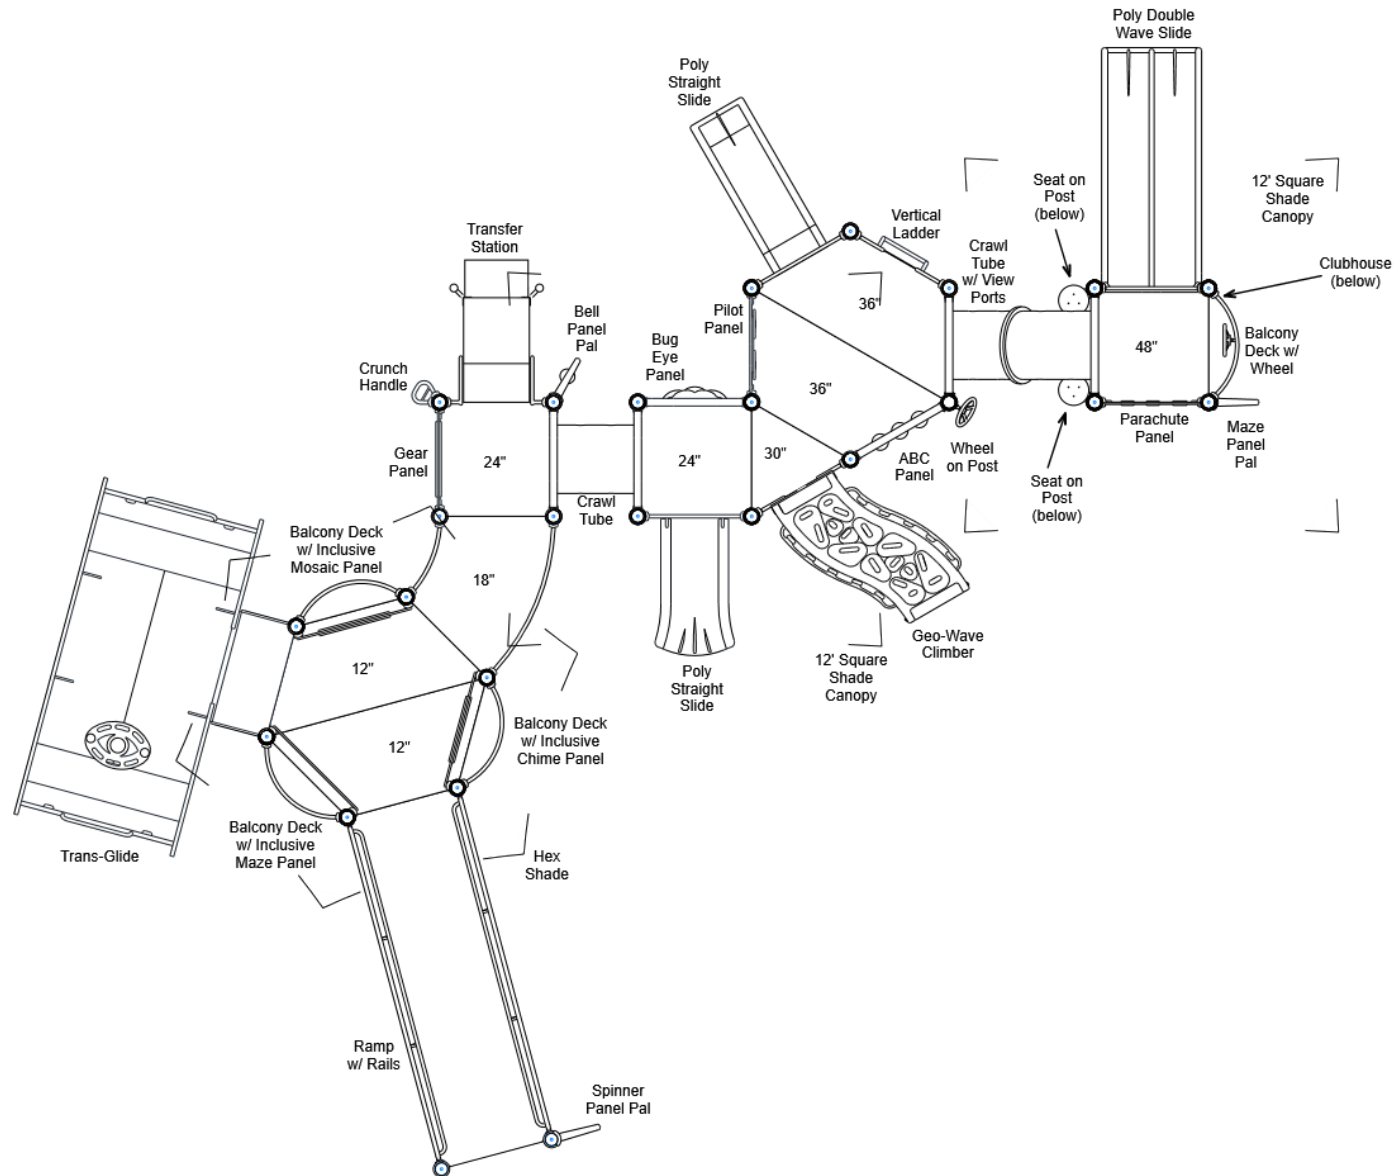 Poly Double
Wave Slide
Poly
Straight
Slide
Seat on
Post
(below)
12' Square
Shade
Canopy
Vertical
Ladder
Transfer
Station
Crawl
Tube
w/ View
Ports
Clubhouse
(below)
36"
Pilot
Panel
Bell
Panel
Pal
Bug
Eye
Panel
48"
Balcony
Deck w/
Wheel
Crunch
Handle
36"
Parachute
Panel
Maze
Panel
Pal
Gear
Panel
24"
24"
30"
ABC
Panel
Wheel
on Post
Seat on
Post
(below)
Crawl
Tube
Balcony Deck
w/ Inclusive
Mosaic Panel
18"
Geo-Wave
Climber
12"
Poly
Straight
Slide
12' Square
Shade
Canopy
12"
Balcony Deck
w/ Inclusive
Chime Panel
Balcony Deck
w/ Inclusive
Maze Panel
Trans-Glide
Hex
Shade
Ramp
w/ Rails
Spinner
Panel Pal